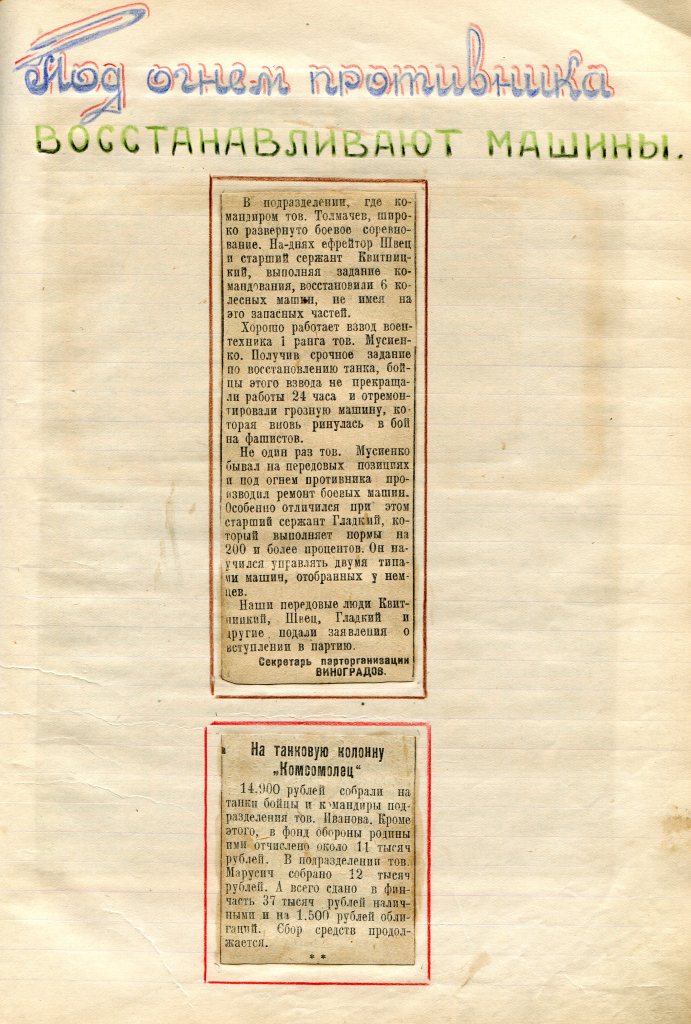 Под огнем противника
ВОССТАНАВЛИВАЮТ МАШИНЫ.
В подразделении, где ко-
мандиром тов. Толмачев, широ-
ко развернуто боевое соревно-
вание. На-днях ефрейтор Швец
и старший сержант Квитниц-
кий, выполняя задание ко-
мандования, восстановили 6 ко-
лесных машин, не имея на
это запасных частей.
Хорошо работает взвод воен-
техника 1 ранга тов. Мусиен-
ко. Получив срочное задание
по восстановлению танка, бой-
цы этого взвода не прекраща-
ли работы 24 часа и отремон-
тировали грозную машину, ко-
торая вновь ринулась в бой
на фашистов.
Не один раз тов. Мусиенко
бывал на передовых позициях
и под огнем противника про-
изводил ремонт боевых машин.
Особенно отличился при этом
старший сержант Гладкий, ко-
торый выполняет нормы на
200 и более процентов. Он на-
учился управлять двумя типа-
ми машин, отобранных у нем-
цев.
Наши передовые люди Квит-
ницкий, Швец, Гладкий и
другие подали заявления о
вступлении в партию.
Секретарь парторганизации
ВИНОГРАДОВ.
На танковую колонну
„Комсомолец“
14.900 рублей собрали на
танки бойцы и командиры под-
разделения тов. Иванова. Кроме
этого, в фонд обороны родины
ими отчислено около 11 тысяч
рублей. В подразделении тов.
Марусич собрано 12 тысяч
рублей. А всего сдано в фин-
часть 37 тысяч рублей налич-
ными и на 1.500 рублей обли-
гаций. Сбор средств продол-
жается.
* *